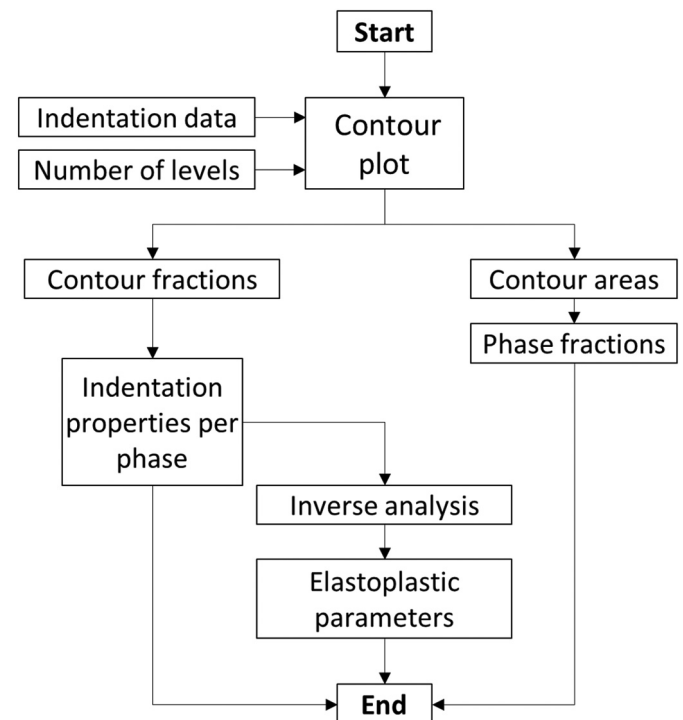 Start
Indentation data
Number of levels
Contour
plot
Contour fractions
Contour areas
Phase fractions
Indentation
properties per
phase
Inverse analysis
Elastoplastic
parameters
End